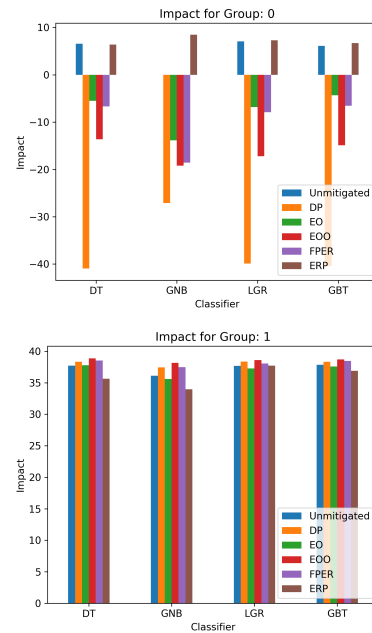 Impact for Group: 0
10
0
−10
−20
−30
−40
Impact
Unmitigated
DP
EO
EOO
FPER
ERP
DT
GNB
LGR
GBT
Classifier
Impact for Group: 1
40
35
30
25
20
15
10
5
0
Impact
Unmitigated
DP
EO
EOO
FPER
ERP
DT
GNB
LGR
GBT
Classifier